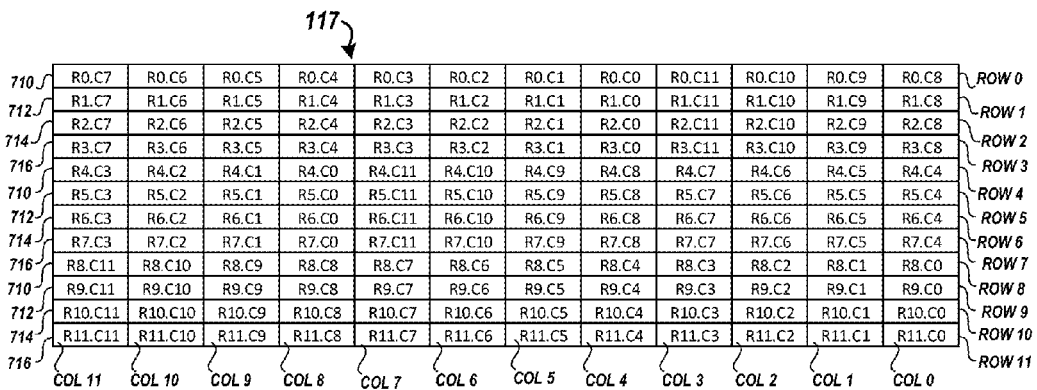 117
710 R0.C7 R0.C6 R0.C5 R0.C4 R0.C3 R0.C2 R0.C1 R0.C0 R0.C11 R0.C10 R0.C9 R0.C8 ROW 0
712 R1.C7 R1.C6 R1.C5 R1.C4 R1.C3 R1.C2 R1.C1 R1.C0 R1.C11 R1.C10 R1.C9 R1.C8 ROW 1
714 R2.C7 R2.C6 R2.C5 R2.C4 R2.C3 R2.C2 R2.C1 R2.C0 R2.C11 R2.C10 R2.C9 R2.C8 ROW 2
716 R3.C7 R3.C6 R3.C5 R3.C4 R3.C3 R3.C2 R3.C1 R3.C0 R3.C11 R3.C10 R3.C9 R3.C8 ROW 3
710 R4.C3 R4.C2 R4.C1 R4.C0 R4.C11 R4.C10 R4.C9 R4.C8 R4.C7 R4.C6 R4.C5 R4.C4 ROW 4
712 R5.C3 R5.C2 R5.C1 R5.C0 R5.C11 R5.C10 R5.C9 R5.C8 R5.C7 R5.C6 R5.C5 R5.C4 ROW 5
714 R6.C3 R6.C2 R6.C1 R6.C0 R6.C11 R6.C10 R6.C9 R6.C8 R6.C7 R6.C6 R6.C5 R6.C4 ROW 6
716 R7.C3 R7.C2 R7.C1 R7.C0 R7.C11 R7.C10 R7.C9 R7.C8 R7.C7 R7.C6 R7.C5 R7.C4 ROW 7
710 R8.C11 R8.C10 R8.C9 R8.C8 R8.C7 R8.C6 R8.C5 R8.C4 R8.C3 R8.C2 R8.C1 R8.C0 ROW 8
712 R9.C11 R9.C10 R9.C9 R9.C8 R9.C7 R9.C6 R9.C5 R9.C4 R9.C3 R9.C2 R9.C1 R9.C0 ROW 9
714 R10.C11 R10.C10 R10.C9 R10.C8 R10.C7 R10.C6 R10.C5 R10.C4 R10.C3 R10.C2 R10.C1 R10.C0 ROW 10
716 R11.C11 R11.C10 R11.C9 R11.C8 R11.C7 R11.C6 R11.C5 R11.C4 R11.C3 R11.C2 R11.C1 R11.C0 ROW 11
COL 11 COL 10 COL 9 COL 8 COL 7 COL 6 COL 5 COL 4 COL 3 COL 2 COL 1 COL 0